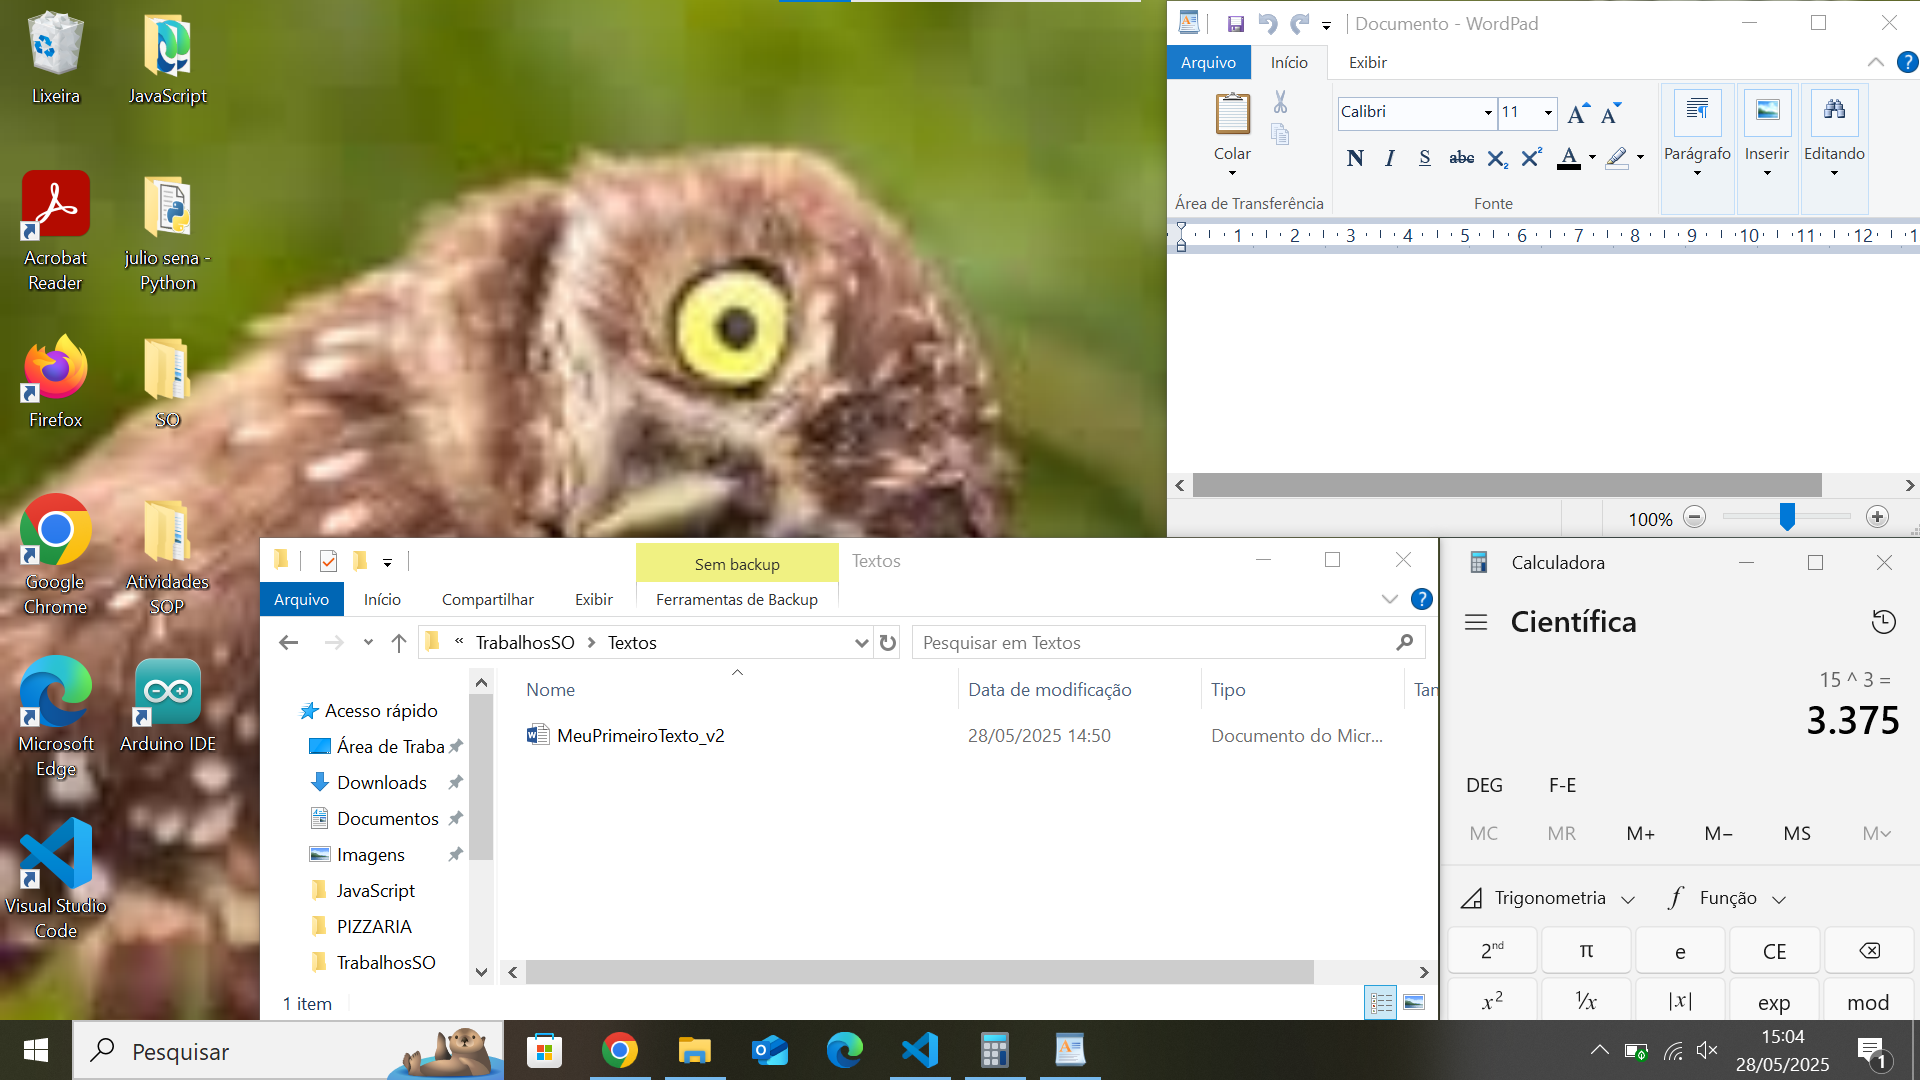 Lixeira
JavaScript
Acrobat
Reader
julio sena -
Python
Firefox
SO
Google
Chrome
Atividades
SOP
Microsoft
Edge
Arduino IDE
Visual Studio
Code
Documento - WordPad
Arquivo
Início
Exibir
?
Colar
Área de Transferência
Calibri
11
A A
N I S abc X₂ X² A
Fonte
Parágrafo
Inserir
Editando
1 2 3 4 5 6 7 8 9 10 11 12 1
100%
Sem backup
Textos
Arquivo
Início
Compartilhar
Exibir
Ferramentas de Backup
?
« TrabalhosSO > Textos
Pesquisar em Textos
Acesso rápido
Área de Traba
Downloads
Documentos
Imagens
JavaScript
PIZZARIA
TrabalhosSO
Nome
Data de modificação
Tipo
Tan
MeuPrimeiroTexto_v2
28/05/2025 14:50
Documento do Micr...
1 item
Calculadora
Científica
15 ^ 3 =
3.375
DEG F-E
MC MR M+ M− MS M
Trigonometria
f Função
2ⁿᵈ π e CE
x² ¹/x |x| exp mod
Pesquisar
15:04
28/05/2025
1